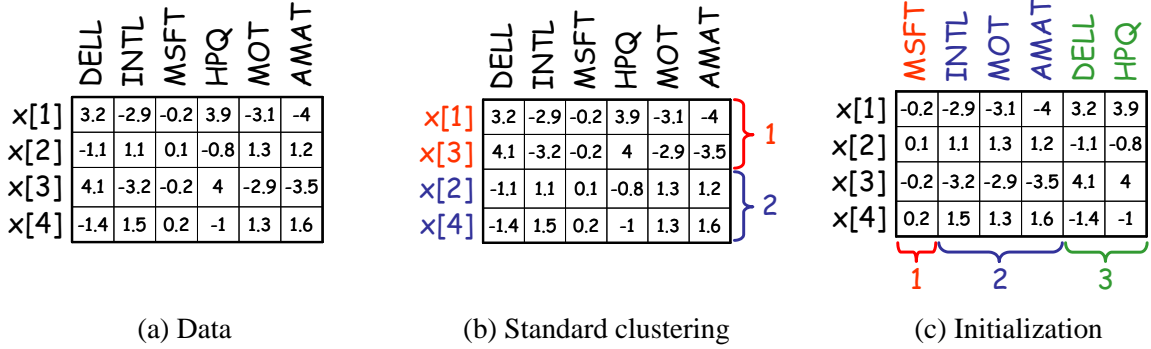 DELL INTL MSFT HPQ MOT AMAT
x[1] 3.2 -2.9 -0.2 3.9 -3.1 -4
x[2] -1.1 1.1 0.1 -0.8 1.3 1.2
x[3] 4.1 -3.2 -0.2 4 -2.9 -3.5
x[4] -1.4 1.5 0.2 -1 1.3 1.6
(a) Data
DELL INTL MSFT HPQ MOT AMAT
x[1] 3.2 -2.9 -0.2 3.9 -3.1 -4
x[3] 4.1 -3.2 -0.2 4 -2.9 -3.5
1
x[2] -1.1 1.1 0.1 -0.8 1.3 1.2
x[4] -1.4 1.5 0.2 -1 1.3 1.6
2
(b) Standard clustering
MSFT INTL MOT AMAT DELL HPQ
x[1] -0.2 -2.9 -3.1 -4 3.2 3.9
x[2] 0.1 1.1 1.3 1.2 -1.1 -0.8
x[3] -0.2 -3.2 -2.9 -3.5 4.1 4
x[4] 0.2 1.5 1.3 1.6 -1.4 -1
1 2 3
(c) Initialization